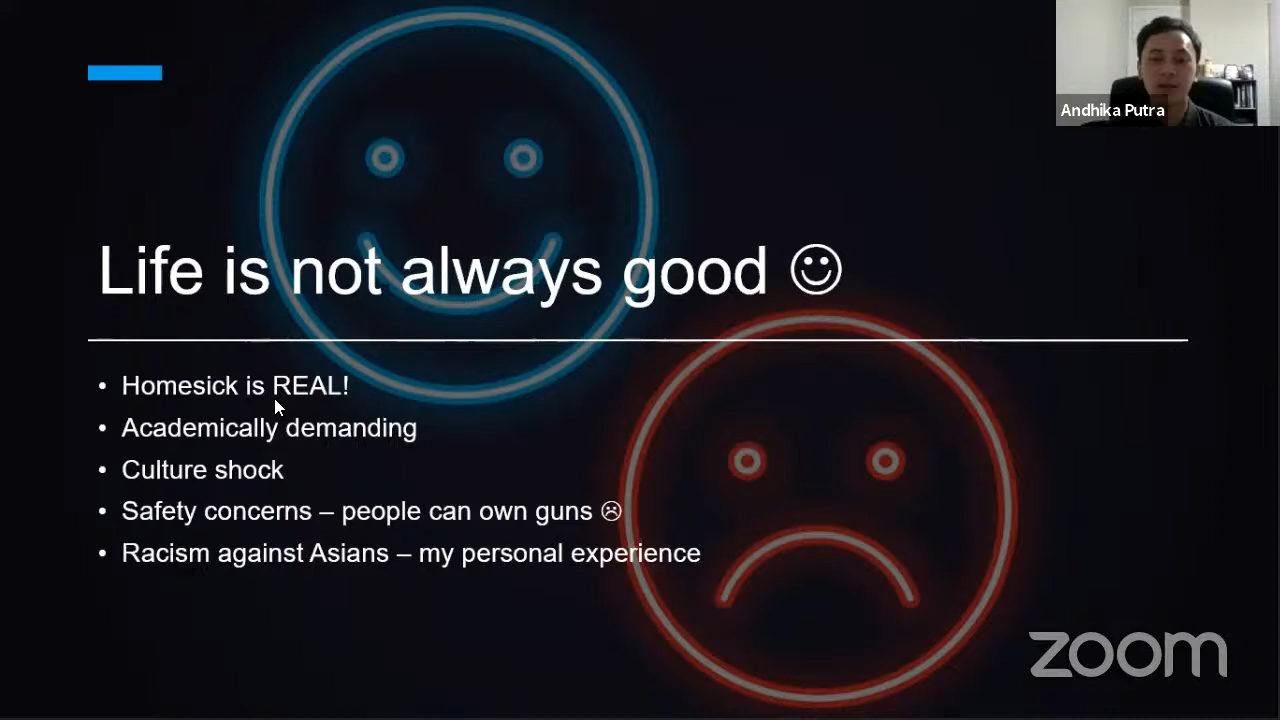 Andhika Putra
Life is not always good ☺
• Homesick is REAL!
• Academically demanding
• Culture shock
• Safety concerns – people can own guns ☹
• Racism against Asians – my personal experience
zoom